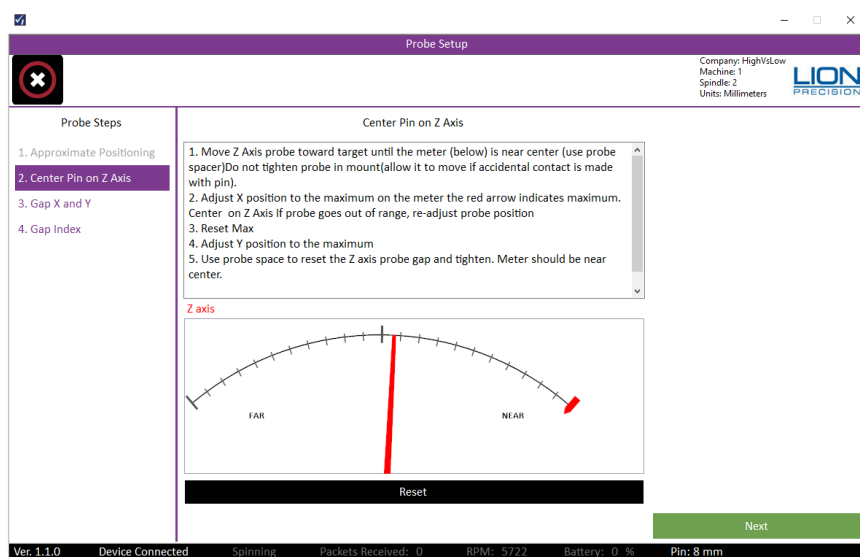 Probe Setup
Company: HighVsLow
Machine: 1
Spindle: 2
Units: Millimeters
LION
PRECISION
Probe Steps
1. Approximate Positioning
2. Center Pin on Z Axis
3. Gap X and Y
4. Gap Index
Center Pin on Z Axis
1. Move Z Axis probe toward target until the meter (below) is near center (use probe
spacer)Do not tighten probe in mount(allow it to move if accidental contact is made
with pin).
2. Adjust X position to the maximum on the meter the red arrow indicates maximum.
Center  on Z Axis If probe goes out of range, re-adjust probe position
3. Reset Max
4. Adjust Y position to the maximum
5. Use probe space to reset the Z axis probe gap and tighten. Meter should be near
center.
Z axis
FAR
NEAR
Reset
Next
Ver. 1.1.0 Device Connected Spinning Packets Received: 0 RPM: 5722 Battery: 0 % Pin: 8 mm